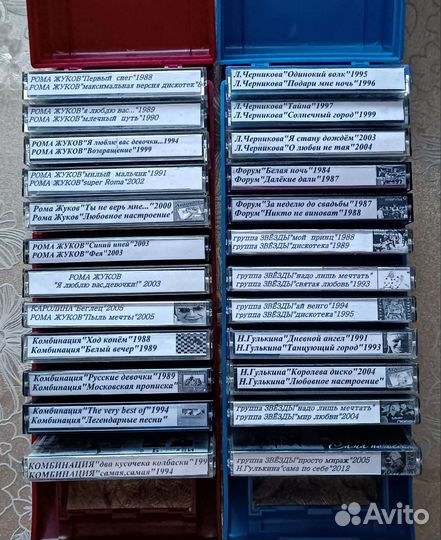 РОМА ЖУКОВ"Первый снег"1988
РОМА ЖУКОВ"максимальная версия дискотек'8
РОМА ЖУКОВ"я люблю вас..."1989
РОМА ЖУКОВ"млечный путь"1990
РОМА ЖУКОВ"Я люблю вас девочки..1994
РОМА ЖУКОВ"Возвращение"1999
РОМА ЖУКОВ"милый мальчик"1991
РОМА ЖУКОВ"super Roma"2002
Рома Жуков"Ты не верь мне..."2000
Рома Жуков"Любовное настроение"
РОМА ЖУКОВ"Синий иней"2003
РОМА ЖУКОВ"Фея"2003
РОМА ЖУКОВ
"Я люблю вас,девочки!" 2003
КАРОЛИНА"Беглец"2005
РОМА ЖУКОВ"Пыль мечты"2005
Комбинация"Ход конём"1988
Комбинация"Белый вечер"1989
Комбинация"Русские девочки"1989
Комбинация"Московская прописка"
Комбинация"The very best of"1994
Комбинация"Легендарные песни"
КОМБИНАЦИЯ"два кусочека колбаски"199
КОМБИНАЦИЯ"самая,самая"1994
Л.Черникова"Одинокий волк"1995
Л.Черникова"Подари мне ночь"1996
Л.Черникова"Тайна"1997
Л.Черникова"Солнечный город"1999
Л.Черникова"Я стану дождём"2003
Л.Черникова"О любви не тая"2004
Форум"Белая ночь"1984
Форум"Далёкие дали"1987
Форум"За неделю до свадьбы"1987
Форум"Никто не виноват"1988
группа ЗВЁЗДЫ"мой принц"1988
группа ЗВЁЗДЫ"дискотека"1989
группа ЗВЁЗДЫ"надо лишь мечтать"
группа ЗВЁЗДЫ"святая любовь"1993
группа ЗВЁЗДЫ"ай венго"1994
группа ЗВЁЗДЫ"дискотека"1995
Н.Гулькина"Дневной ангел"1991
Н.Гулькина"Танцующий город"1993
Н.Гулькина"Королева диско"2004
Н.Гулькина"Любовное настроение"
группа ЗВЁЗДЫ"надо лишь мечтать"
группа ЗВЁЗДЫ"мир любви"2004
группа ЗВЁЗДЫ"просто мираж"2005
Н.Гулькина"сама по себе"2012
Avito